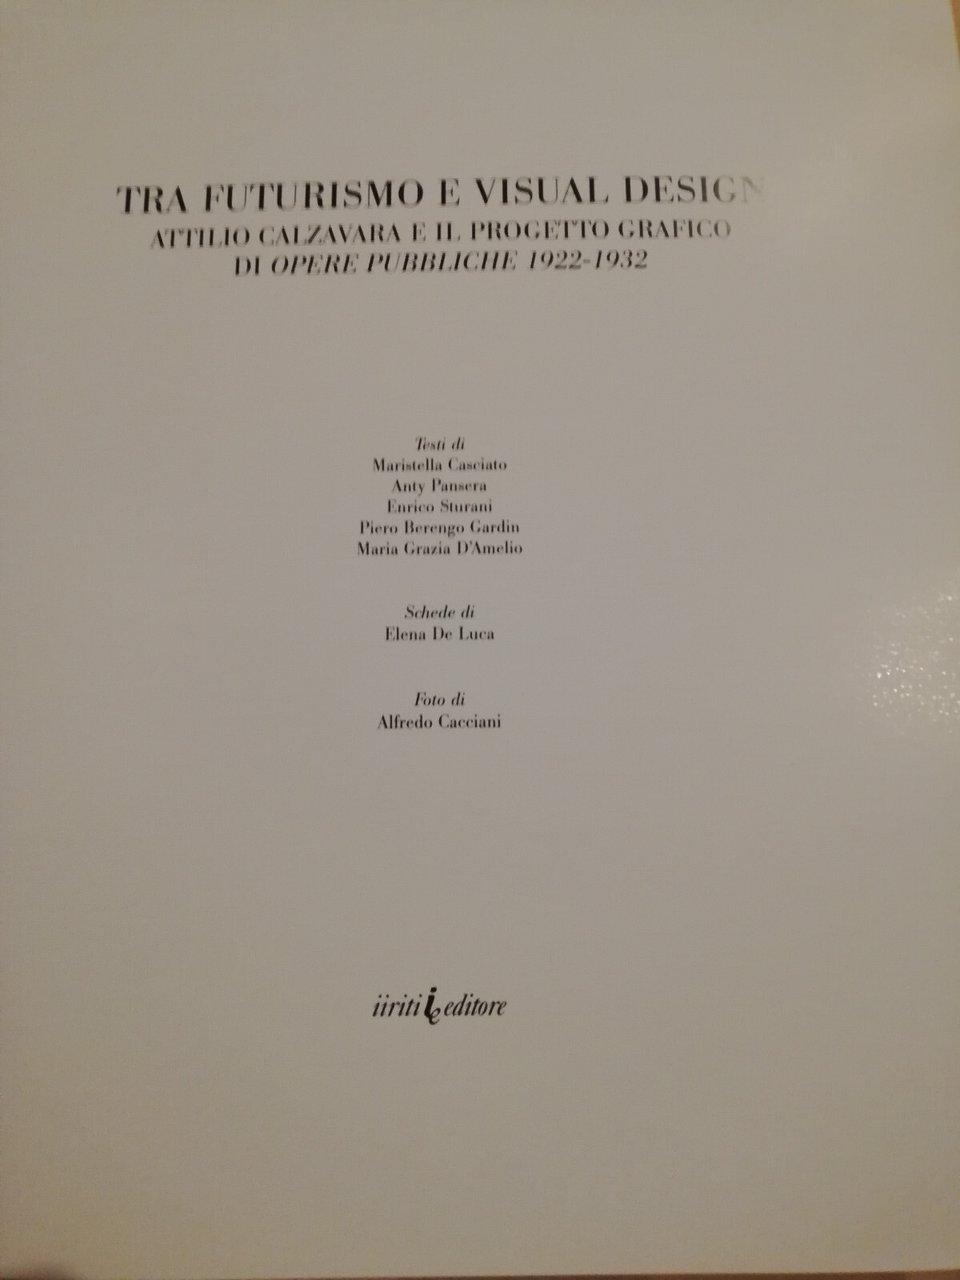 TRA FUTURISMO E VISUAL DESIGN
ATTILIO CALZAVARA E IL PROGETTO GRAFICO
DI OPERE PUBBLICHE 1922-1932
Testi di
Maristella Casciato
Anty Pansera
Enrico Sturani
Piero Berengo Gardin
Maria Grazia D'Amelio
Schede di
Elena De Luca
Foto di
Alfredo Cacciani
iiriti ie editore